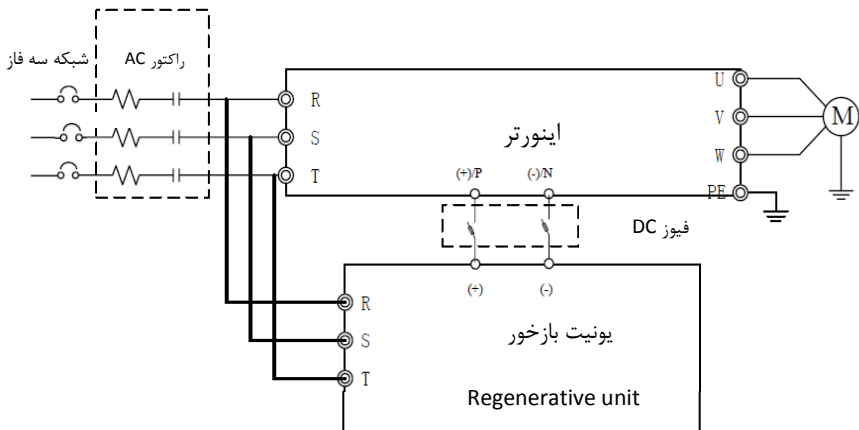 شبکه سه فاز
راکتور AC
R
S
T
اینورتر
U
V
W
PE
M
(+)/P
(-)/N
فیوز DC
(+)
(-)
R
S
T
یونیت بازخور
Regenerative unit